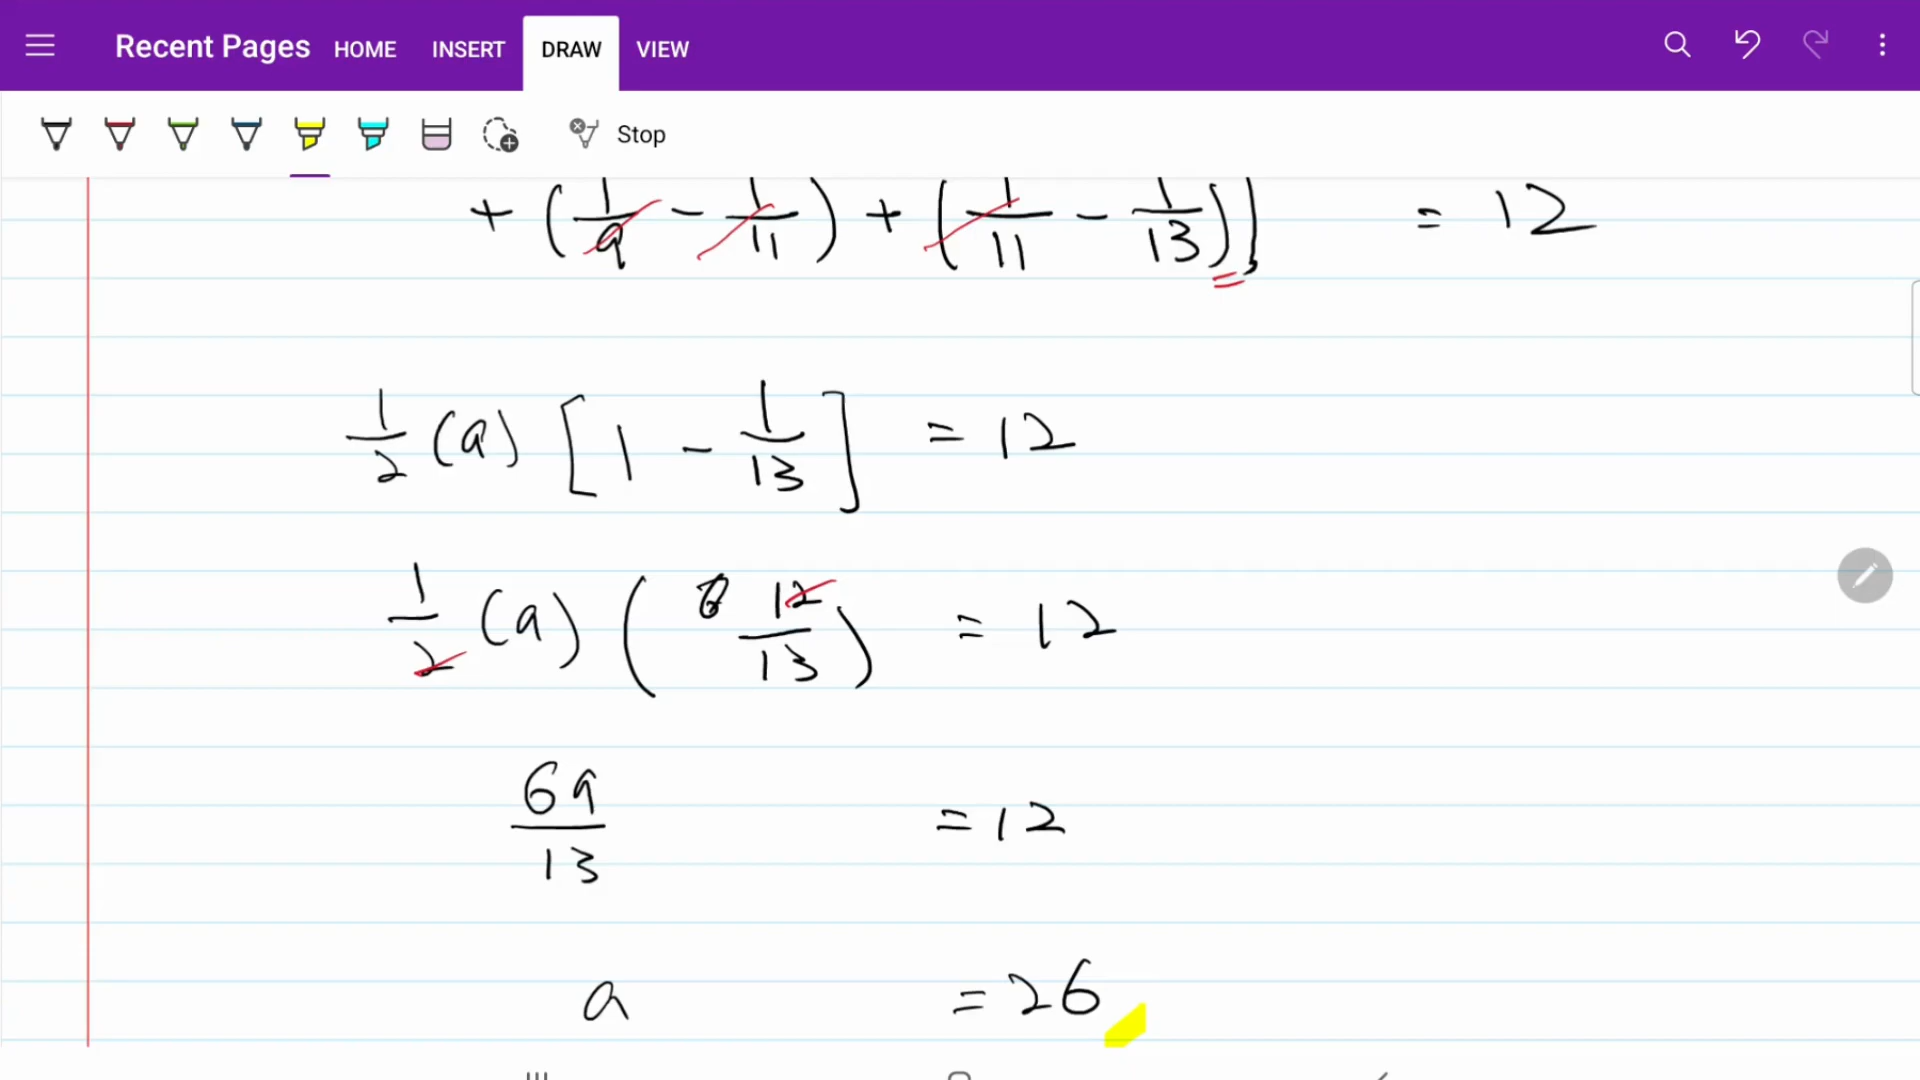 Recent Pages HOME INSERT DRAW VIEW
Stop
+ (1/9 - 1/11) + (1/11 - 1/13)] = 12
1/2 (a) [1 - 1/13] = 12
1/2 (a) (6 12/13) = 12
6a/13 = 12
a = 26